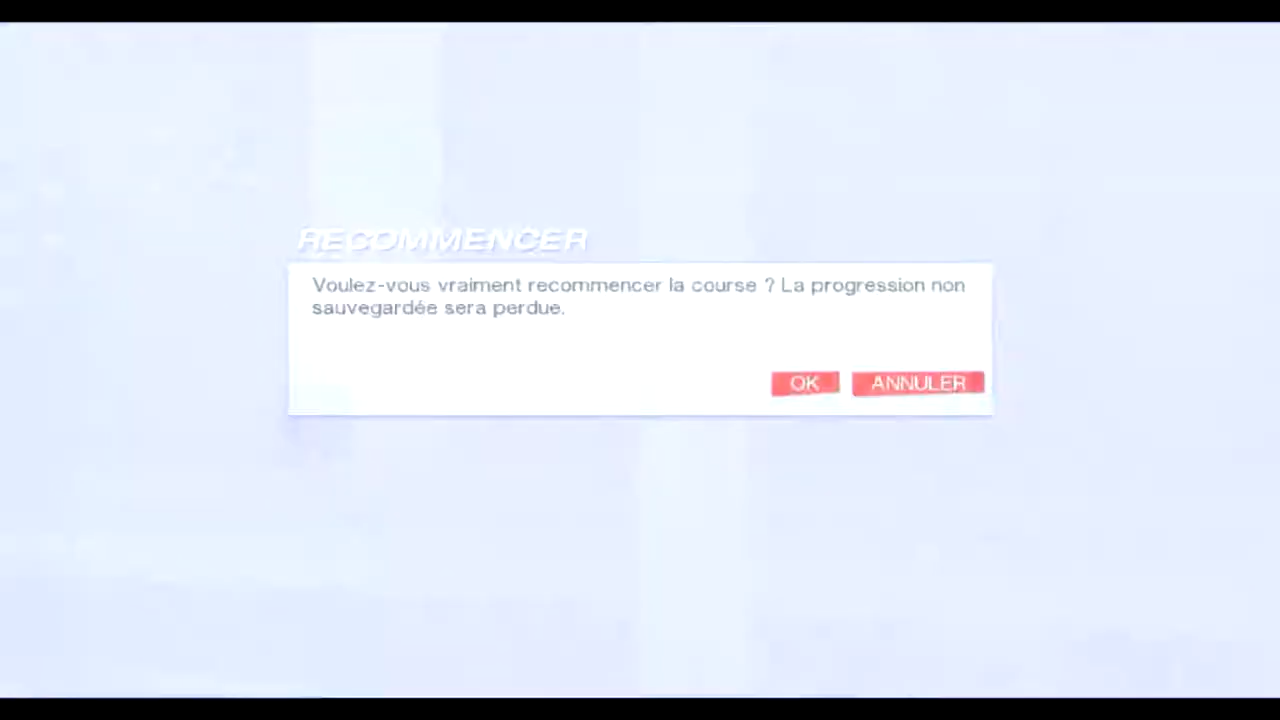 RECOMMENCER
Voulez-vous vraiment recommencer la course ? La progression non
sauvegardée sera perdue.
OK ANNULER